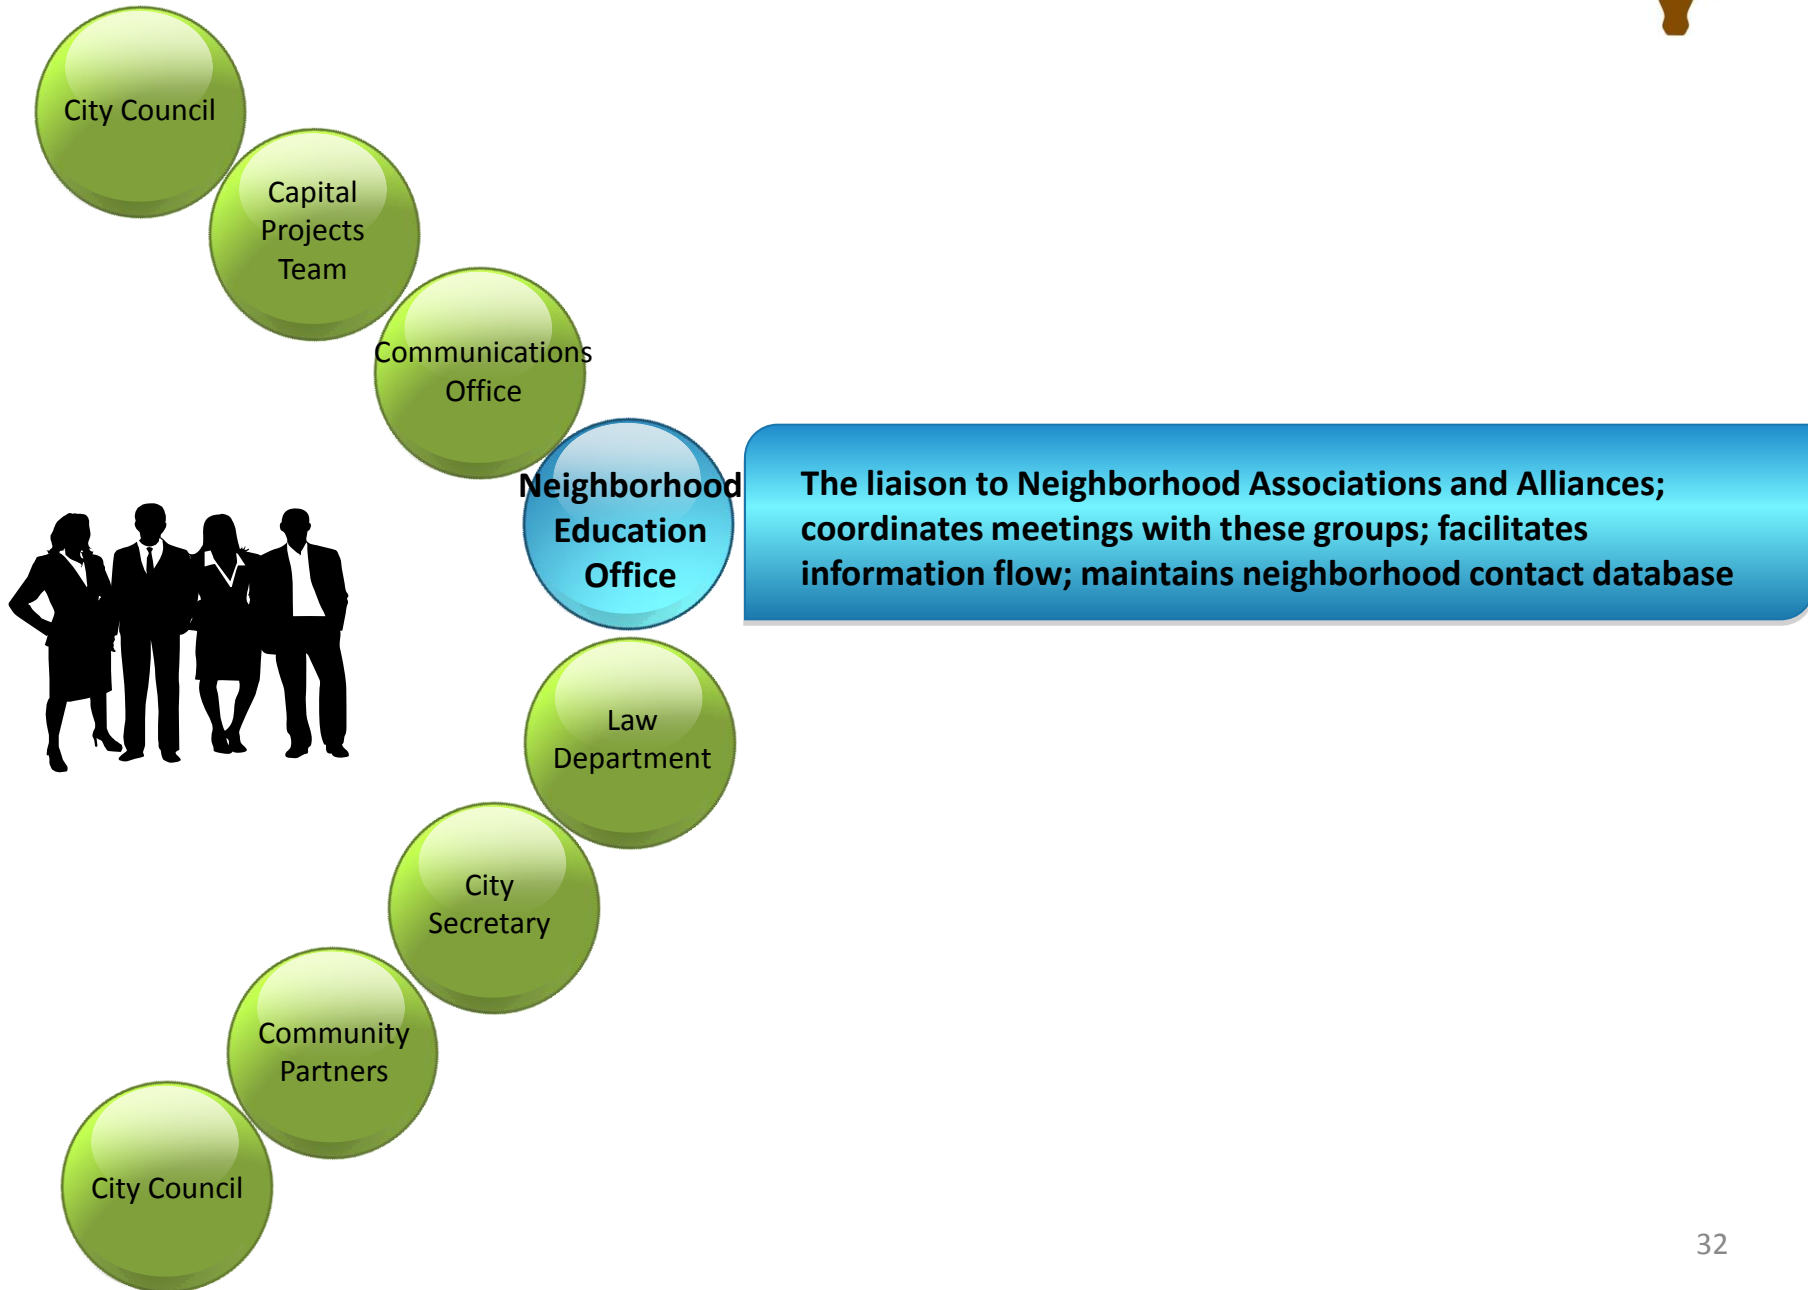 City Council
Capital
Projects
Team
Communications
Office
Neighborhood
Education
Office
The liaison to Neighborhood Associations and Alliances;
coordinates meetings with these groups; facilitates
information flow; maintains neighborhood contact database
Law
Department
City
Secretary
Community
Partners
City Council
32